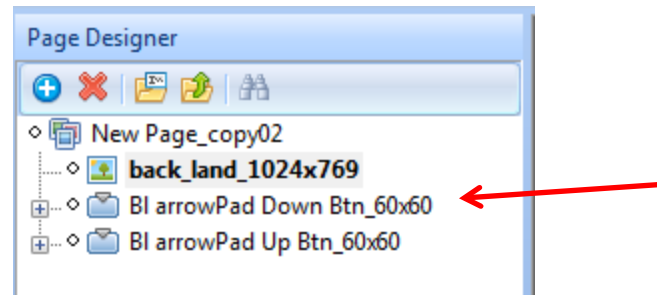 Page Designer
New Page_copy02
back_land_1024x769
BI arrowPad Down Btn_60x60
BI arrowPad Up Btn_60x60